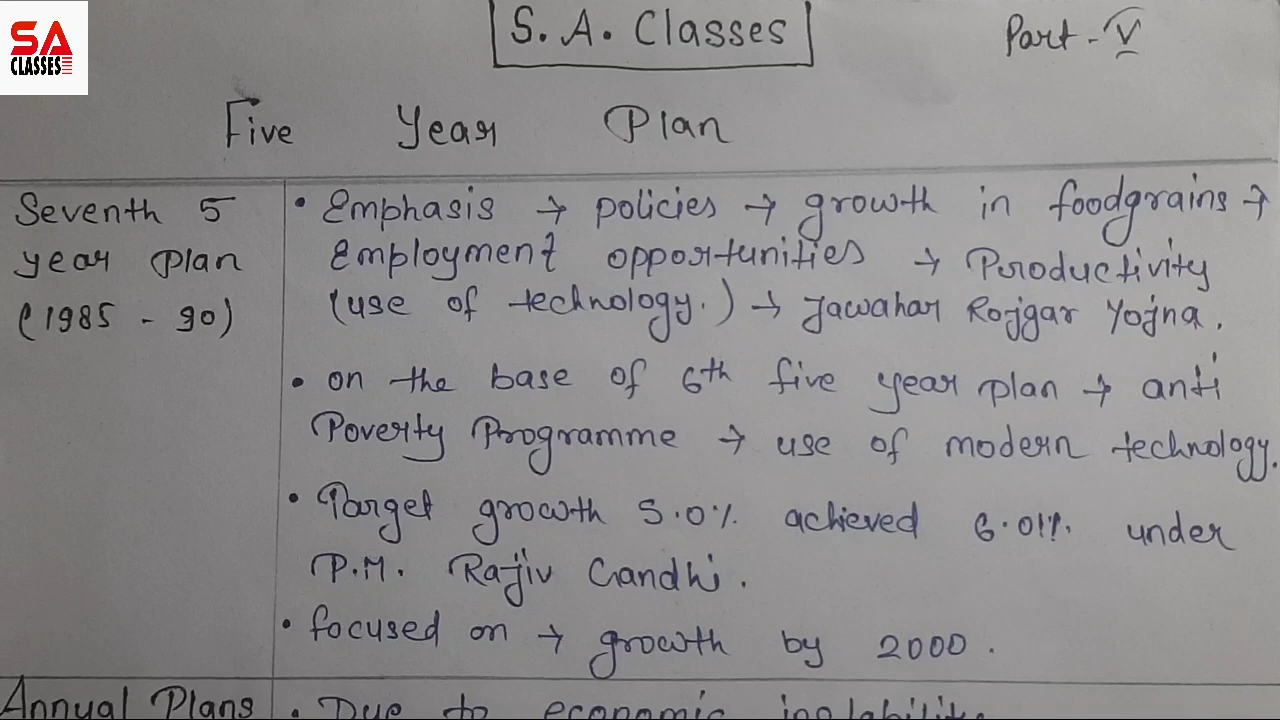 SA
CLASSES
S. A. Classes
Part - V
Five Year Plan
Seventh 5
year Plan
(1985 - 90)
• Emphasis → policies → growth in foodgrains →
Employment opportunities → Productivity
(use of technology.) → Jawahar Rojgar Yojna.
• on the base of 6th five year plan → anti
Poverty Programme → use of modern technology.
• Target growth 5.0% achieved 6.01% under
P.M. Rajiv Gandhi.
• focused on → growth by 2000.
Annual Plans
• Due to economic